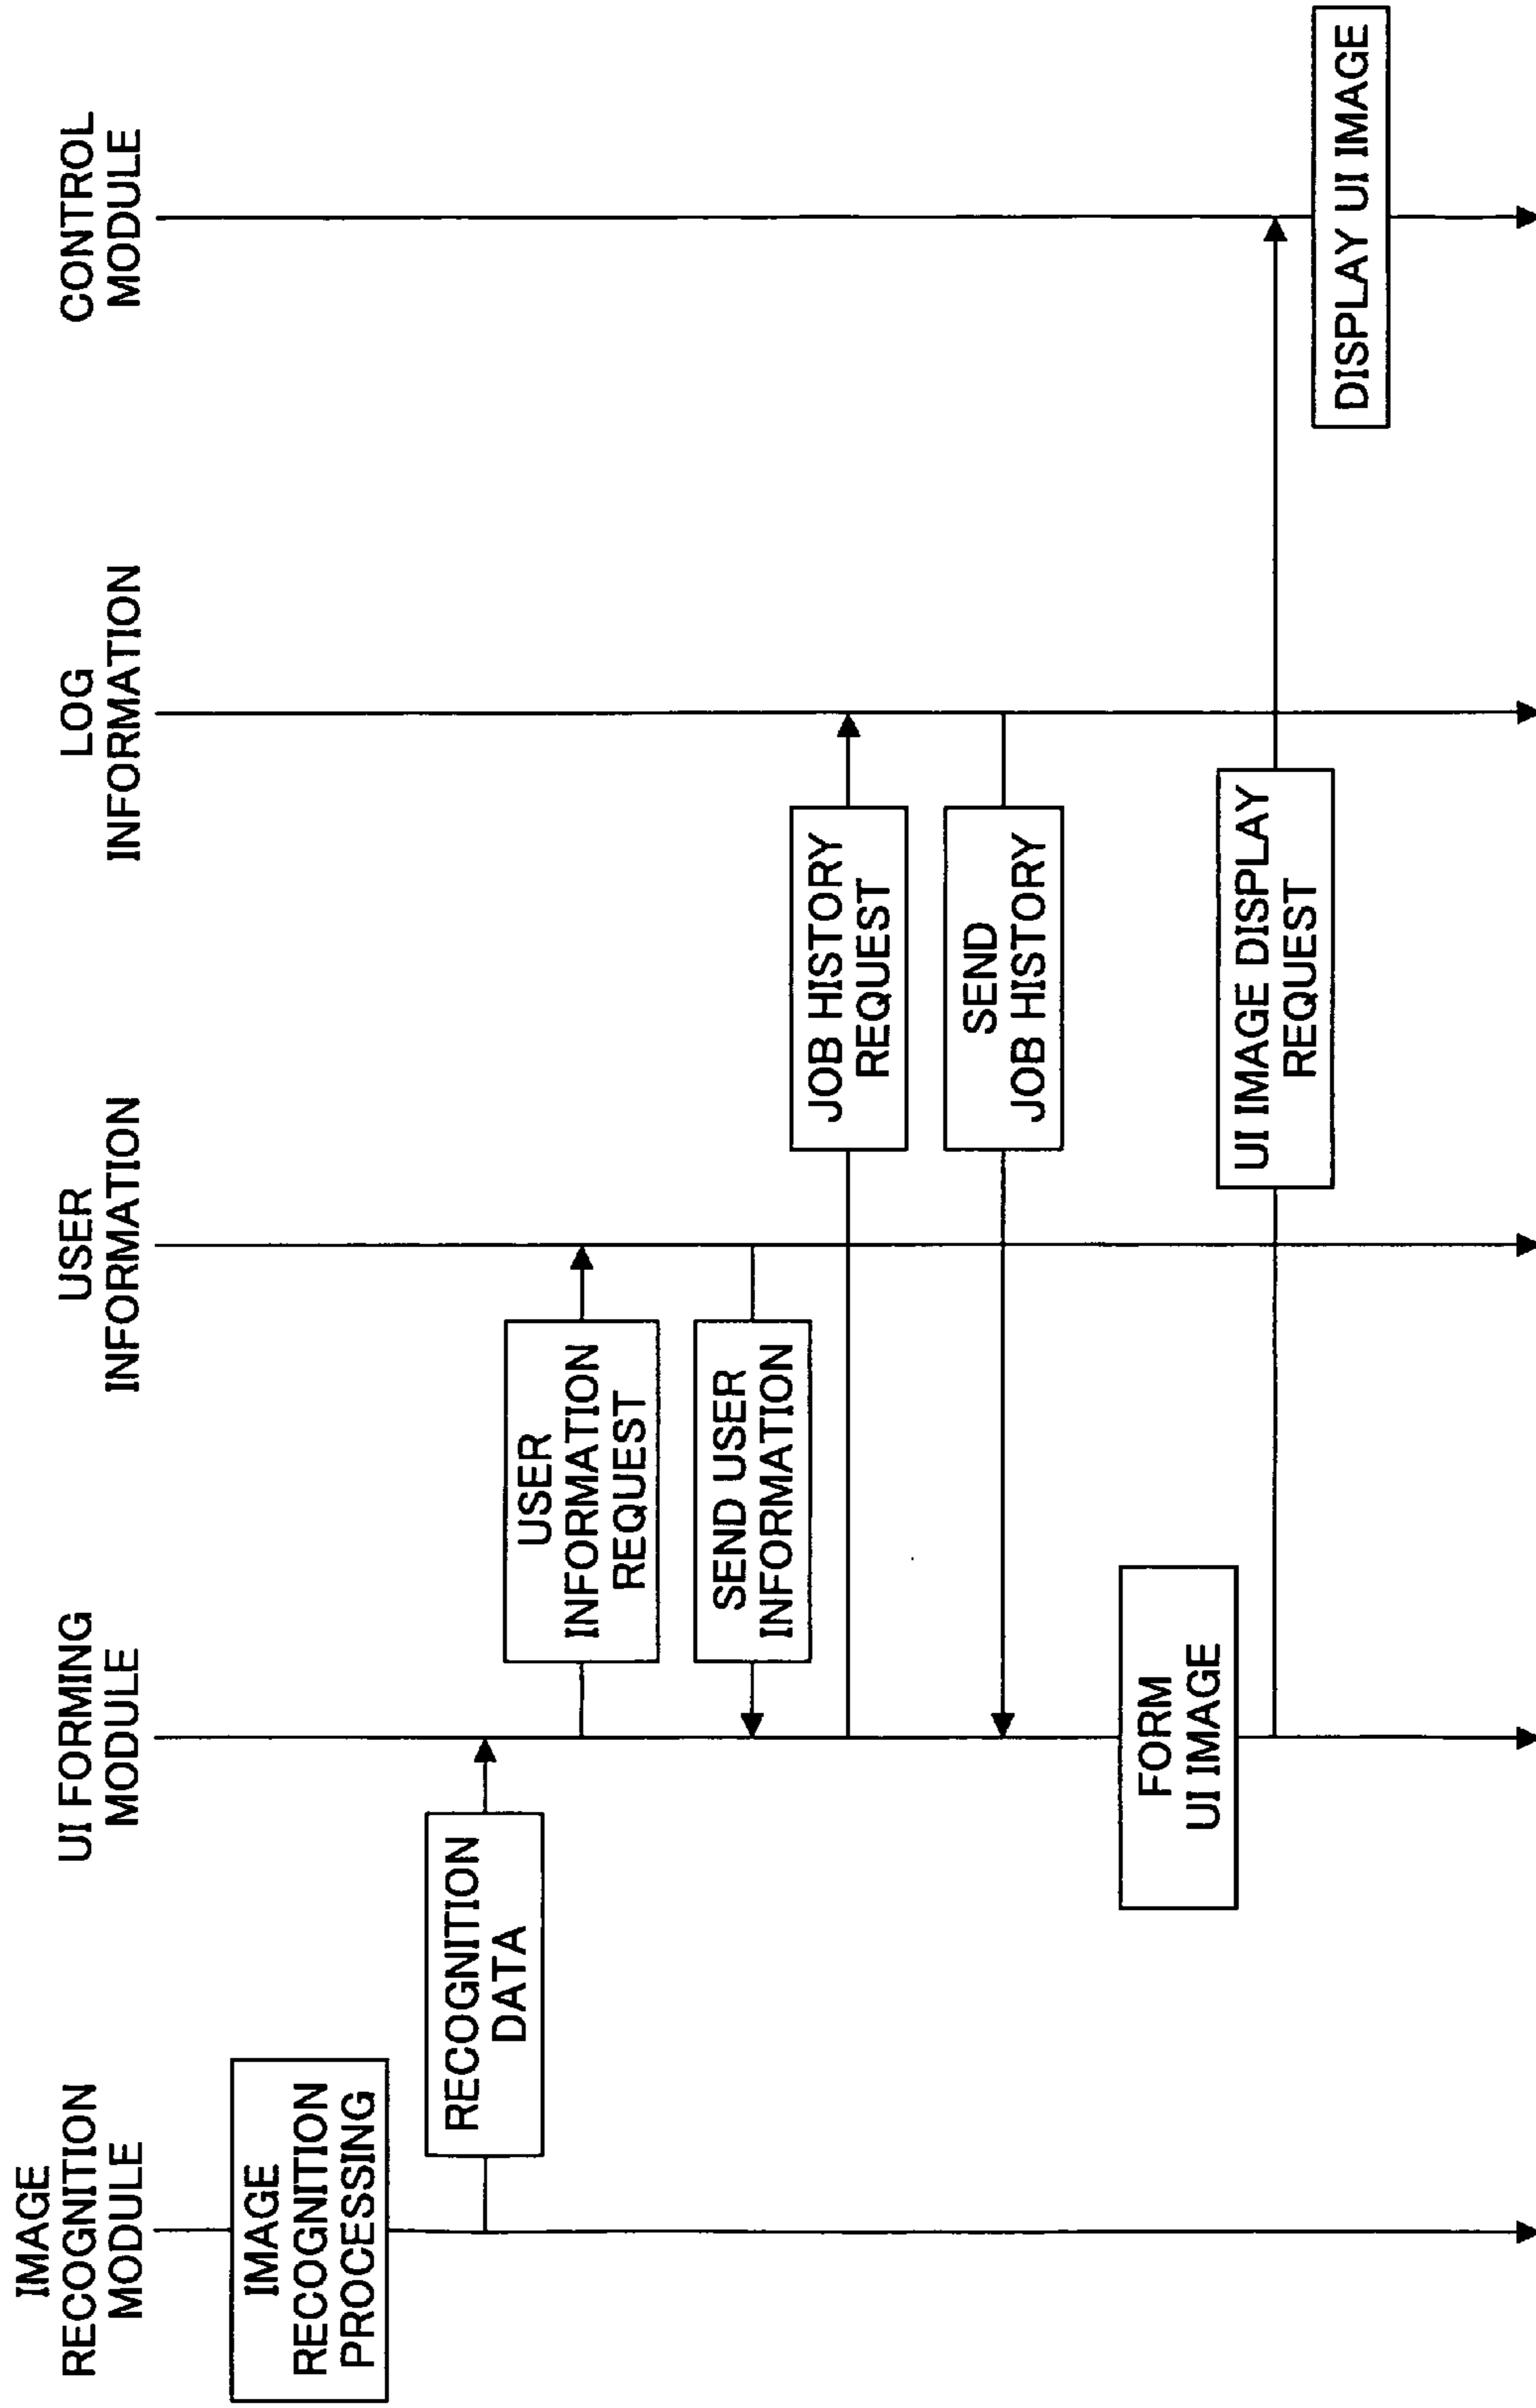 IMAGE
RECOGNITION
MODULE
UI FORMING
MODULE
USER
INFORMATION
LOG
INFORMATION
CONTROL
MODULE
IMAGE
RECOGNITION
PROCESSING
RECOGNITION
DATA
USER
INFORMATION
REQUEST
SEND USER
INFORMATION
JOB HISTORY
REQUEST
SEND
JOB HISTORY
FORM
UI IMAGE
UI IMAGE DISPLAY
REQUEST
DISPLAY UI IMAGE